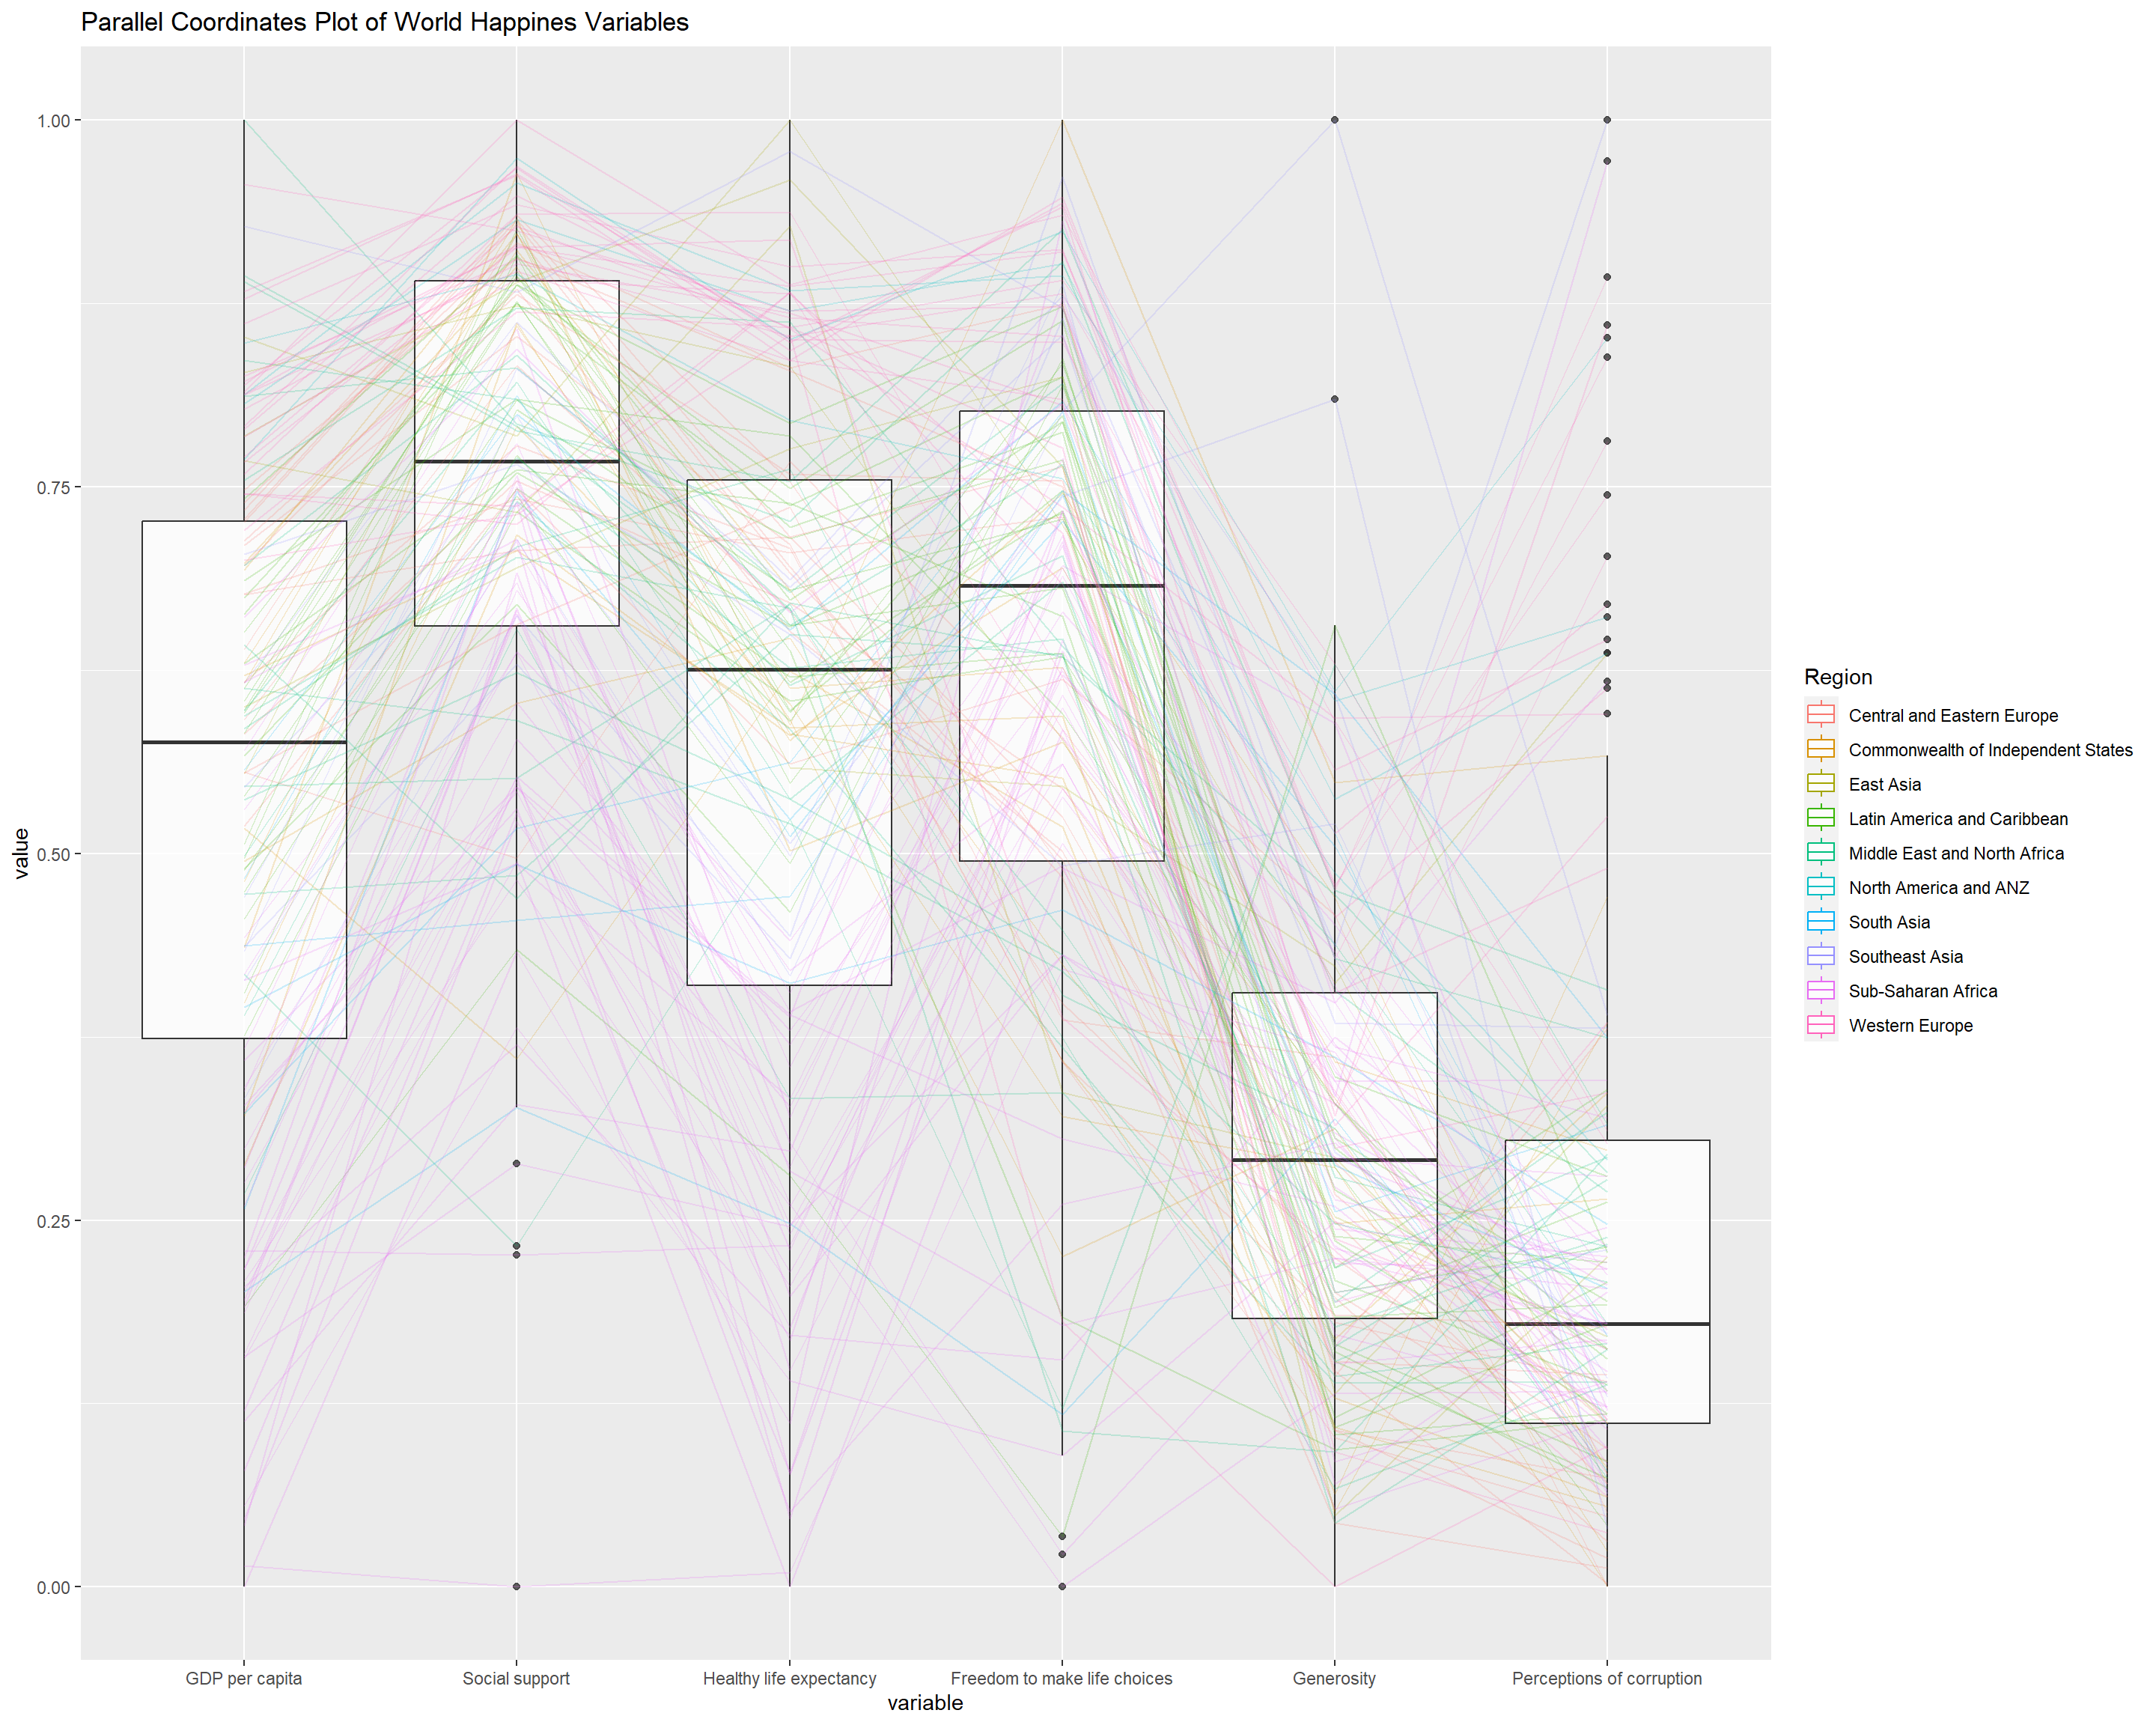 Parallel Coordinates Plot of World Happines Variables
1.00
0.75
0.50
0.25
0.00
value
GDP per capita
Social support
Healthy life expectancy
Freedom to make life choices
Generosity
Perceptions of corruption
variable
Region
Central and Eastern Europe
Commonwealth of Independent States
East Asia
Latin America and Caribbean
Middle East and North Africa
North America and ANZ
South Asia
Southeast Asia
Sub-Saharan Africa
Western Europe